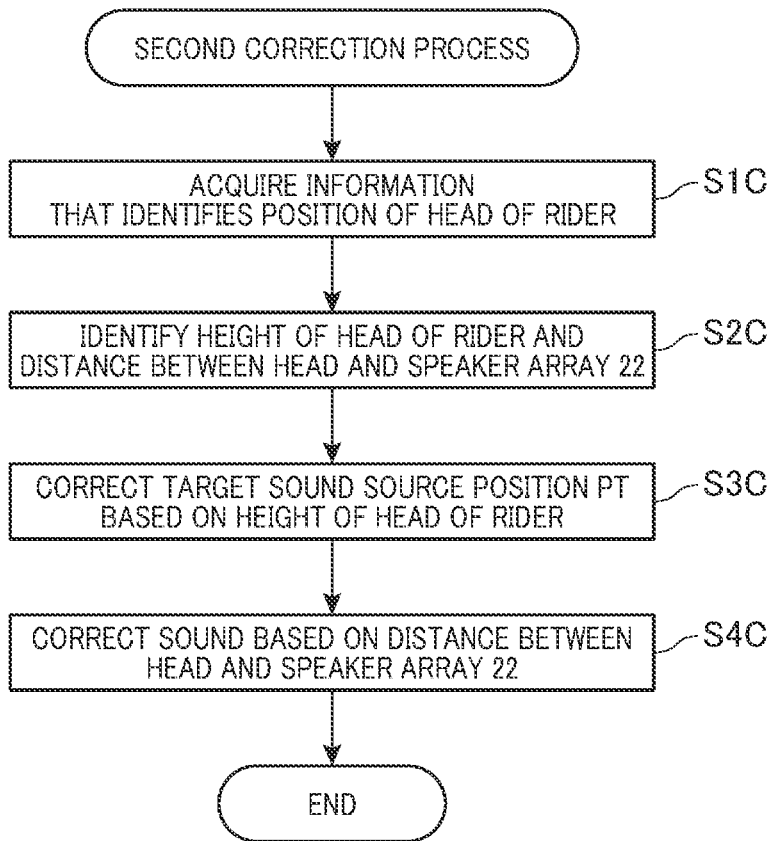 SECOND CORRECTION PROCESS
ACQUIRE INFORMATION
THAT IDENTIFIES POSITION OF HEAD OF RIDER
S1C
IDENTIFY HEIGHT OF HEAD OF RIDER AND
DISTANCE BETWEEN HEAD AND SPEAKER ARRAY 22
S2C
CORRECT TARGET SOUND SOURCE POSITION PT
BASED ON HEIGHT OF HEAD OF RIDER
S3C
CORRECT SOUND BASED ON DISTANCE BETWEEN
HEAD AND SPEAKER ARRAY 22
S4C
END